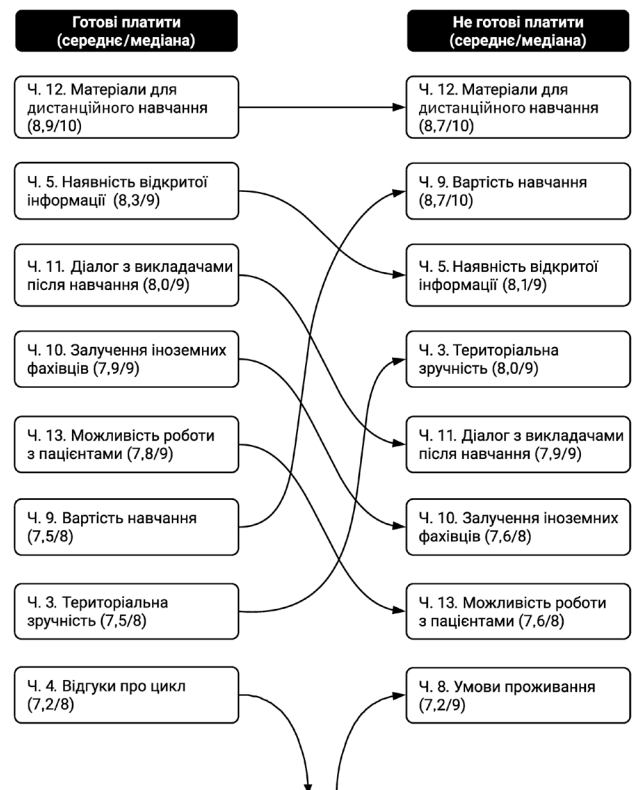 Готові платити
(середнє/медіана)
Не готові платити
(середнє/медіана)
Ч. 12. Матеріали для
дистанційного навчання
(8,9/10)
Ч. 12. Матеріали для
дистанційного навчання
(8,7/10)
Ч. 5. Наявність відкритої
інформації (8,3/9)
Ч. 9. Вартість навчання
(8,7/10)
Ч. 11. Діалог з викладачами
після навчання (8,0/9)
Ч. 5. Наявність відкритої
інформації (8,1/9)
Ч. 10. Залучення іноземних
фахівців (7,9/9)
Ч. 3. Територіальна
зручність (8,0/9)
Ч. 13. Можливість роботи
з пацієнтами (7,8/9)
Ч. 11. Діалог з викладачами
після навчання (7,9/9)
Ч. 9. Вартість навчання
(7,5/8)
Ч. 10. Залучення іноземних
фахівців (7,6/8)
Ч. 3. Територіальна
зручність (7,5/8)
Ч. 13. Можливість роботи
з пацієнтами (7,6/8)
Ч. 4. Відгуки про цикл
(7,2/8)
Ч. 8. Умови проживання
(7,2/9)